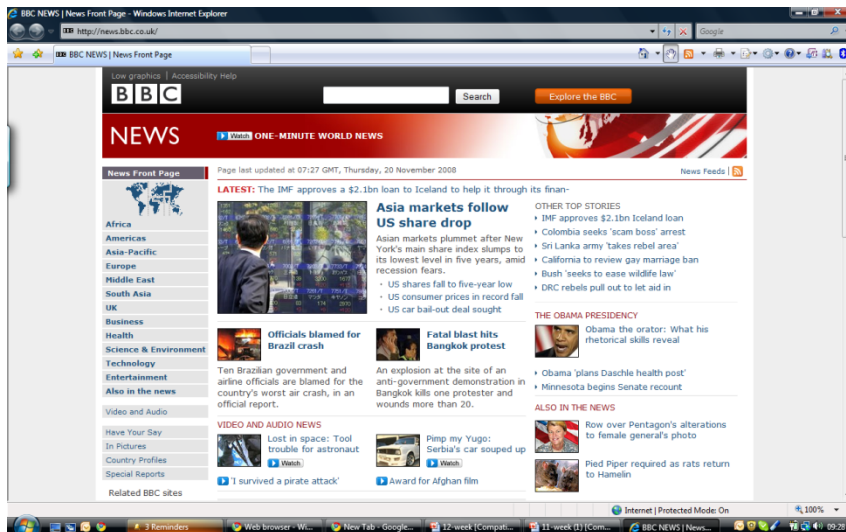 BBC NEWS | News Front Page - Windows Internet Explorer
http://news.bbc.co.uk/
Google
BBC NEWS | News Front Page
Low graphics | Accessibility Help
BBC
Search
Explore the BBC
NEWS
Watch ONE-MINUTE WORLD NEWS
News Front Page
Africa
Americas
Asia-Pacific
Europe
Middle East
South Asia
UK
Business
Health
Science & Environment
Technology
Entertainment
Also in the news
Video and Audio
Have Your Say
In Pictures
Country Profiles
Special Reports
Related BBC sites
Page last updated at 07:27 GMT, Thursday, 20 November 2008
News Feeds |
LATEST: The IMF approves a $2.1bn loan to Iceland to help it through its finan-
Asia markets follow
US share drop
Asian markets plummet after New
York's main share index slumps to
its lowest level in five years, amid
recession fears.
US shares fall to five-year low
US consumer prices in record fall
US car bail-out deal sought
Officials blamed for
Brazil crash
Ten Brazilian government and
airline officials are blamed for the
country's worst air crash, in an
official report.
Fatal blast hits
Bangkok protest
An explosion at the site of an
anti-government demonstration in
Bangkok kills one protester and
wounds more than 20.
VIDEO AND AUDIO NEWS
Lost in space: Tool
trouble for astronaut
Watch
Pimp my Yugo:
Serbia's car souped up
Watch
'I survived a pirate attack'
Award for Afghan film
OTHER TOP STORIES
IMF approves $2.1bn Iceland loan
Colombia seeks 'scam boss' arrest
Sri Lanka army 'takes rebel area'
California to review gay marriage ban
Bush 'seeks to ease wildlife law'
DRC rebels pull out to let aid in
THE OBAMA PRESIDENCY
Obama the orator: What his
rhetorical skills reveal
Obama 'plans Daschle health post'
Minnesota begins Senate recount
ALSO IN THE NEWS
Row over Pentagon's alterations
to female general's photo
Pied Piper required as rats return
to Hamelin
Internet | Protected Mode: On
100%
3 Reminders
Web browser - Wi...
New Tab - Google...
12-week [Compati...
11-week (1) [Com...
BBC NEWS | News...
09:28